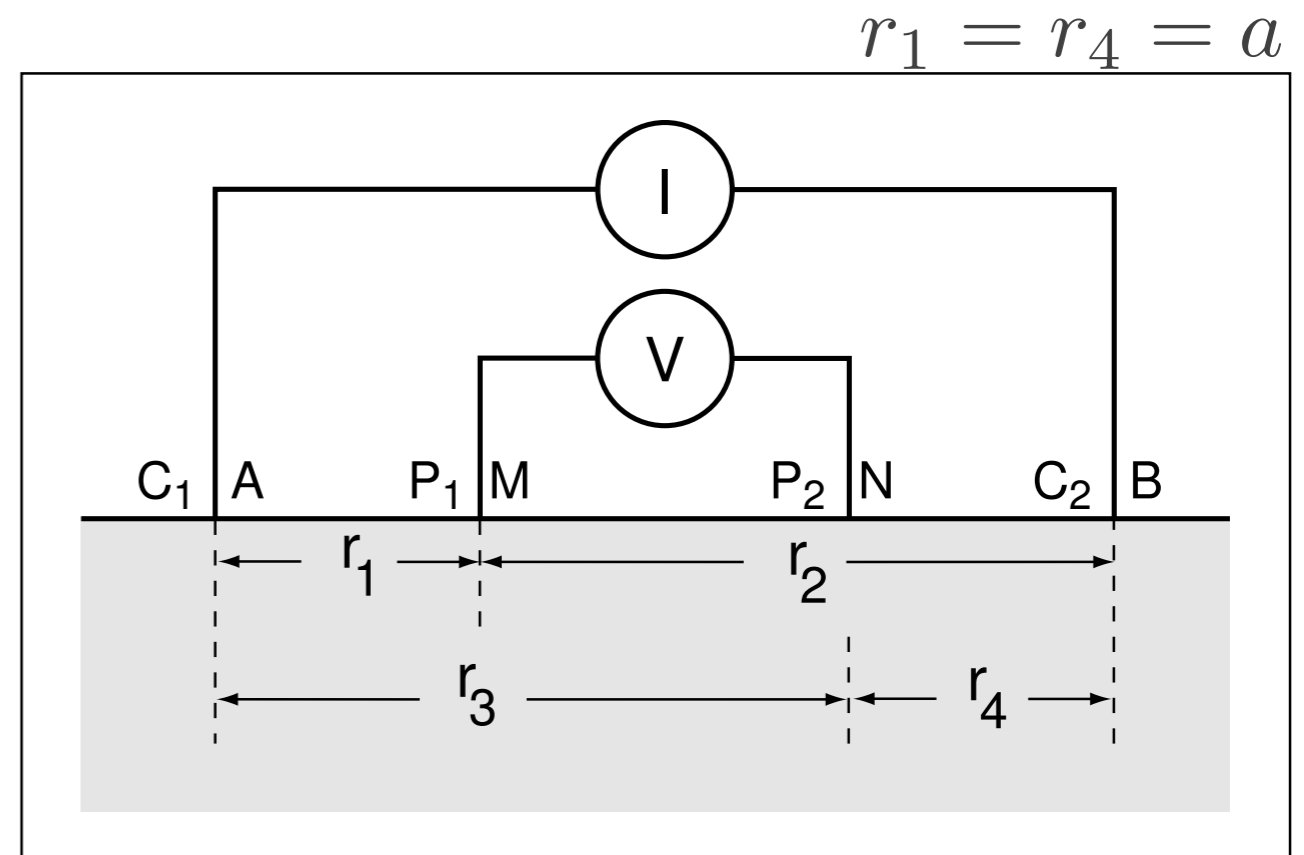 r₁ = r₄ = a
I
V
C₁ A P₁ M P₂ N C₂ B
r₁ r₂
r₃ r₄